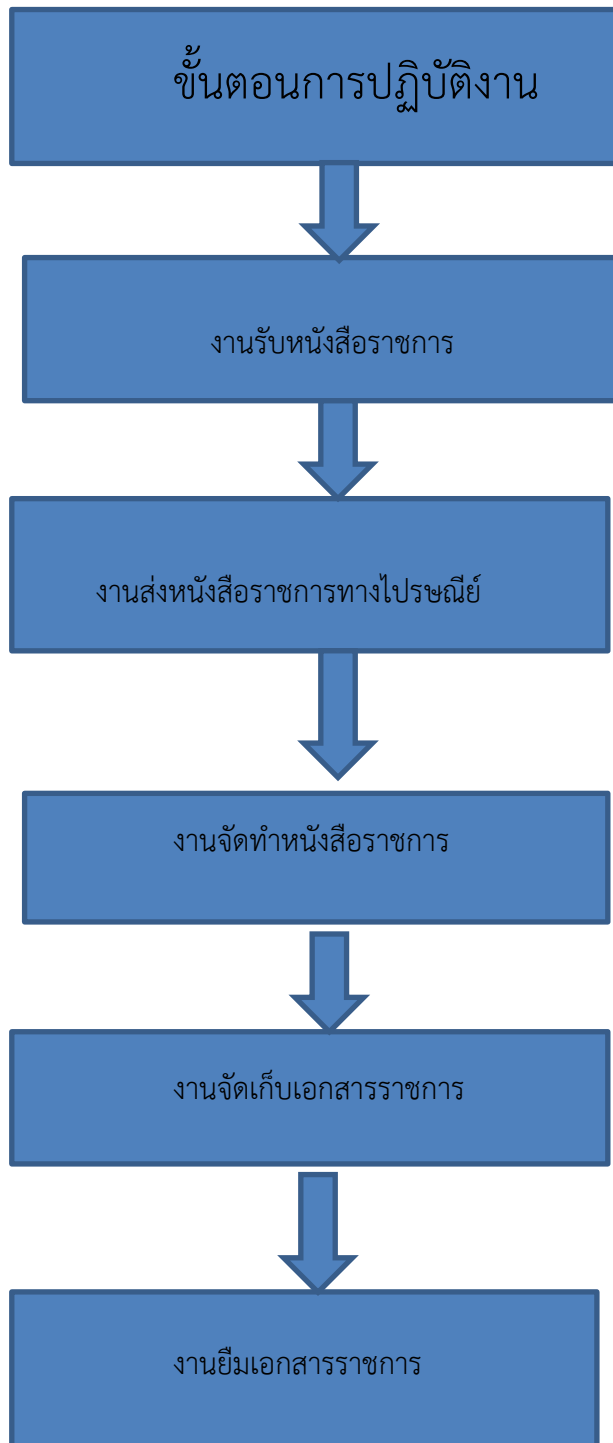 ขั้นตอนการปฏิบัติงาน
งานรับหนังสือราชการ
งานส่งหนังสือราชการทางไปรษณีย์
งานจัดทำหนังสือราชการ
งานจัดเก็บเอกสารราชการ
งานยืมเอกสารราชการ